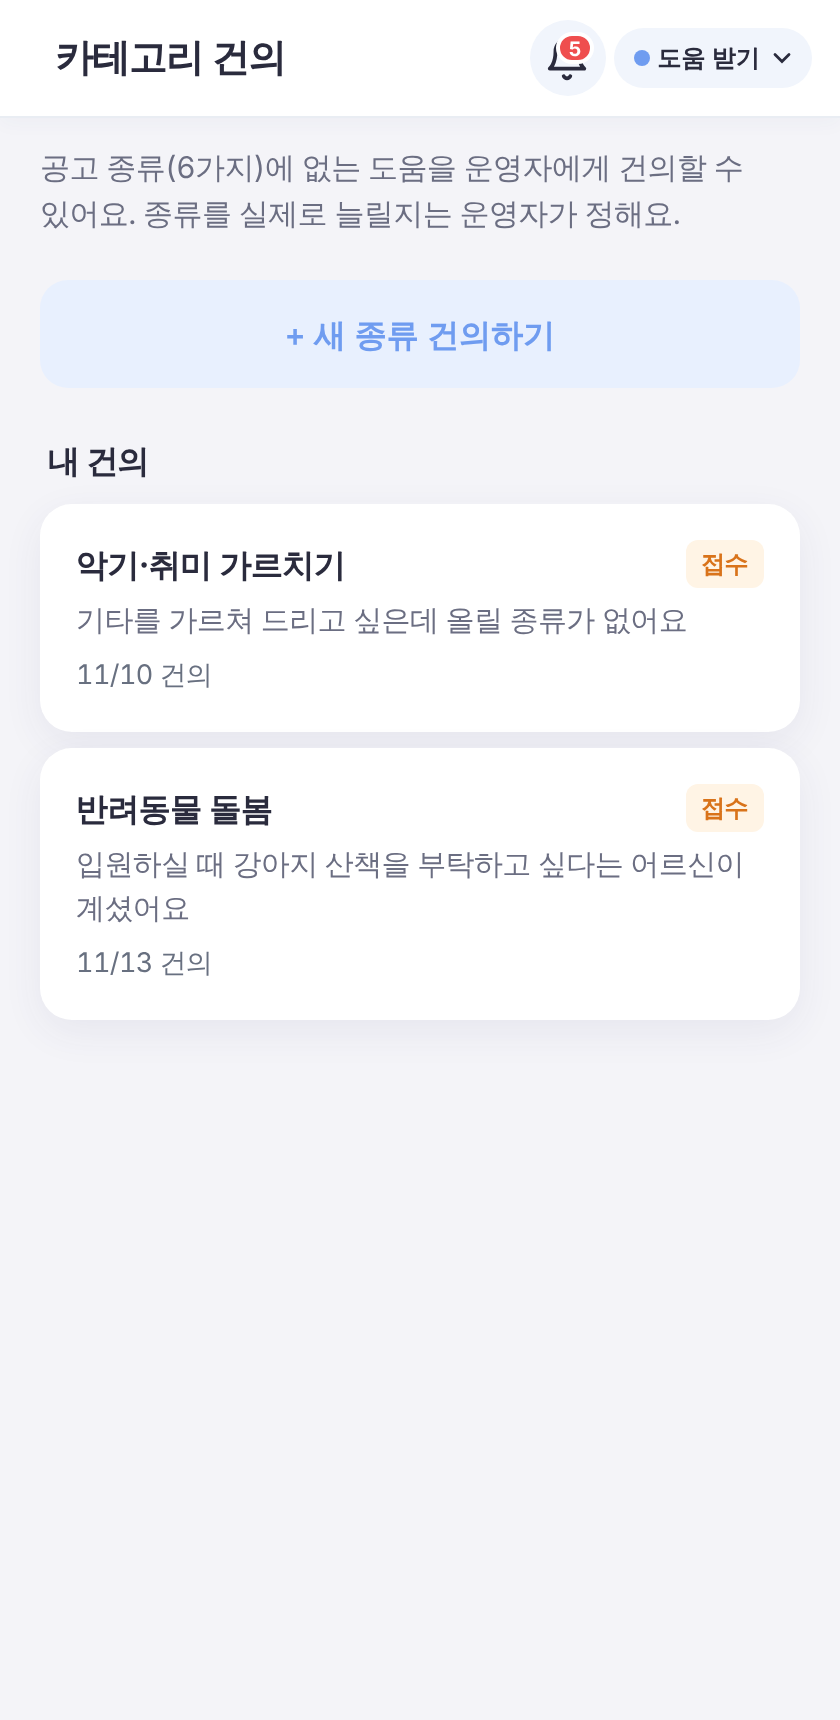 카테고리 건의
5
도움 받기
공고 종류(6가지)에 없는 도움을 운영자에게 건의할 수
있어요. 종류를 실제로 늘릴지는 운영자가 정해요.
+ 새 종류 건의하기
내 건의
악기·취미 가르치기
접수
기타를 가르쳐 드리고 싶은데 올릴 종류가 없어요
11/10 건의
반려동물 돌봄
접수
입원하실 때 강아지 산책을 부탁하고 싶다는 어르신이
계셨어요
11/13 건의